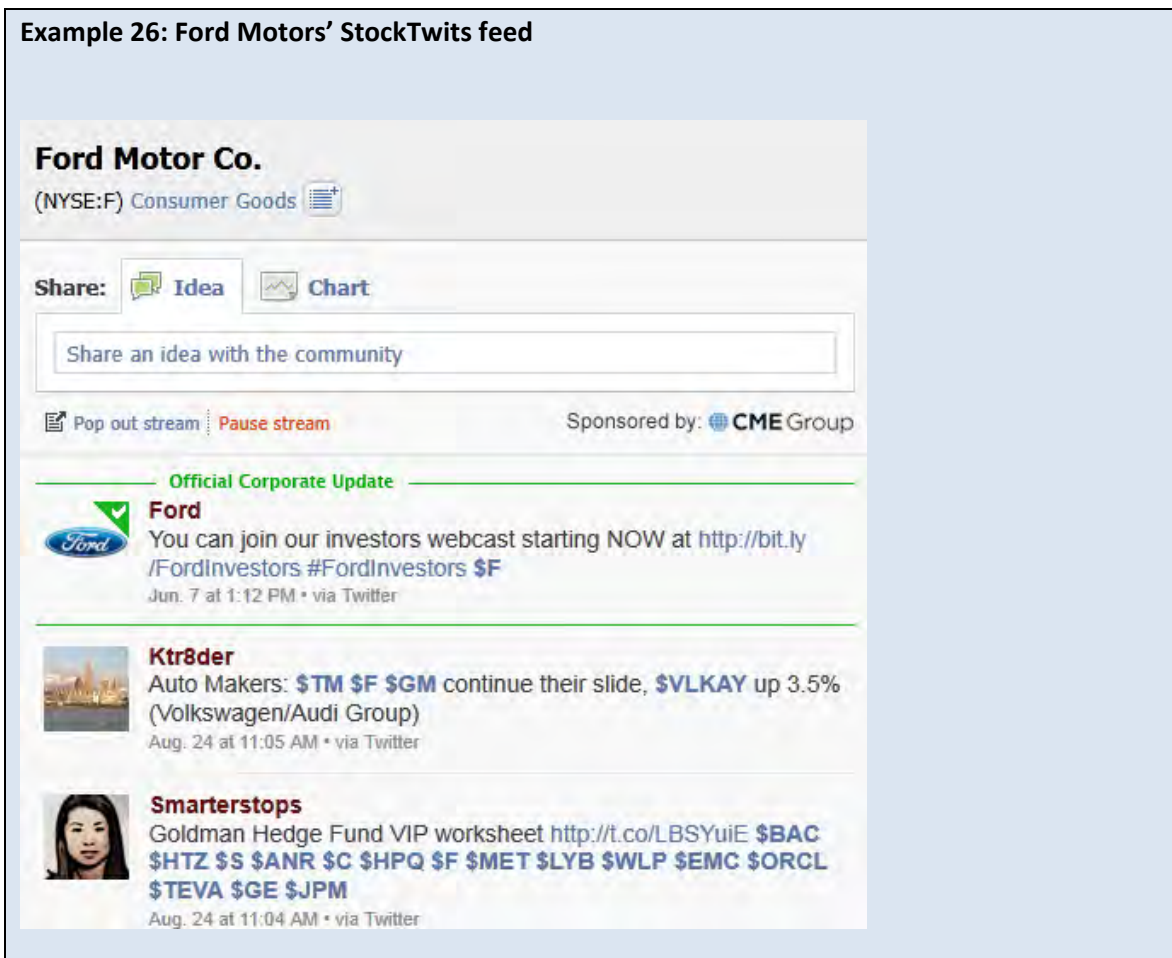 Example 26: Ford Motors’ StockTwits feed
Ford Motor Co.
(NYSE:F) Consumer Goods
Share: Idea Chart
Share an idea with the community
Pop out stream Pause stream Sponsored by: CME Group
Official Corporate Update
Ford
Ford
You can join our investors webcast starting NOW at http://bit.ly
/FordInvestors #FordInvestors $F
Jun. 7 at 1:12 PM • via Twitter
Ktr8der
Auto Makers: $TM $F $GM continue their slide, $VLKAY up 3.5%
(Volkswagen/Audi Group)
Aug. 24 at 11:05 AM • via Twitter
Smarterstops
Goldman Hedge Fund VIP worksheet http://t.co/LBSYuiE $BAC
$HTZ $S $ANR $C $HPQ $F $MET $LYB $WLP $EMC $ORCL
$TEVA $GE $JPM
Aug. 24 at 11:04 AM • via Twitter